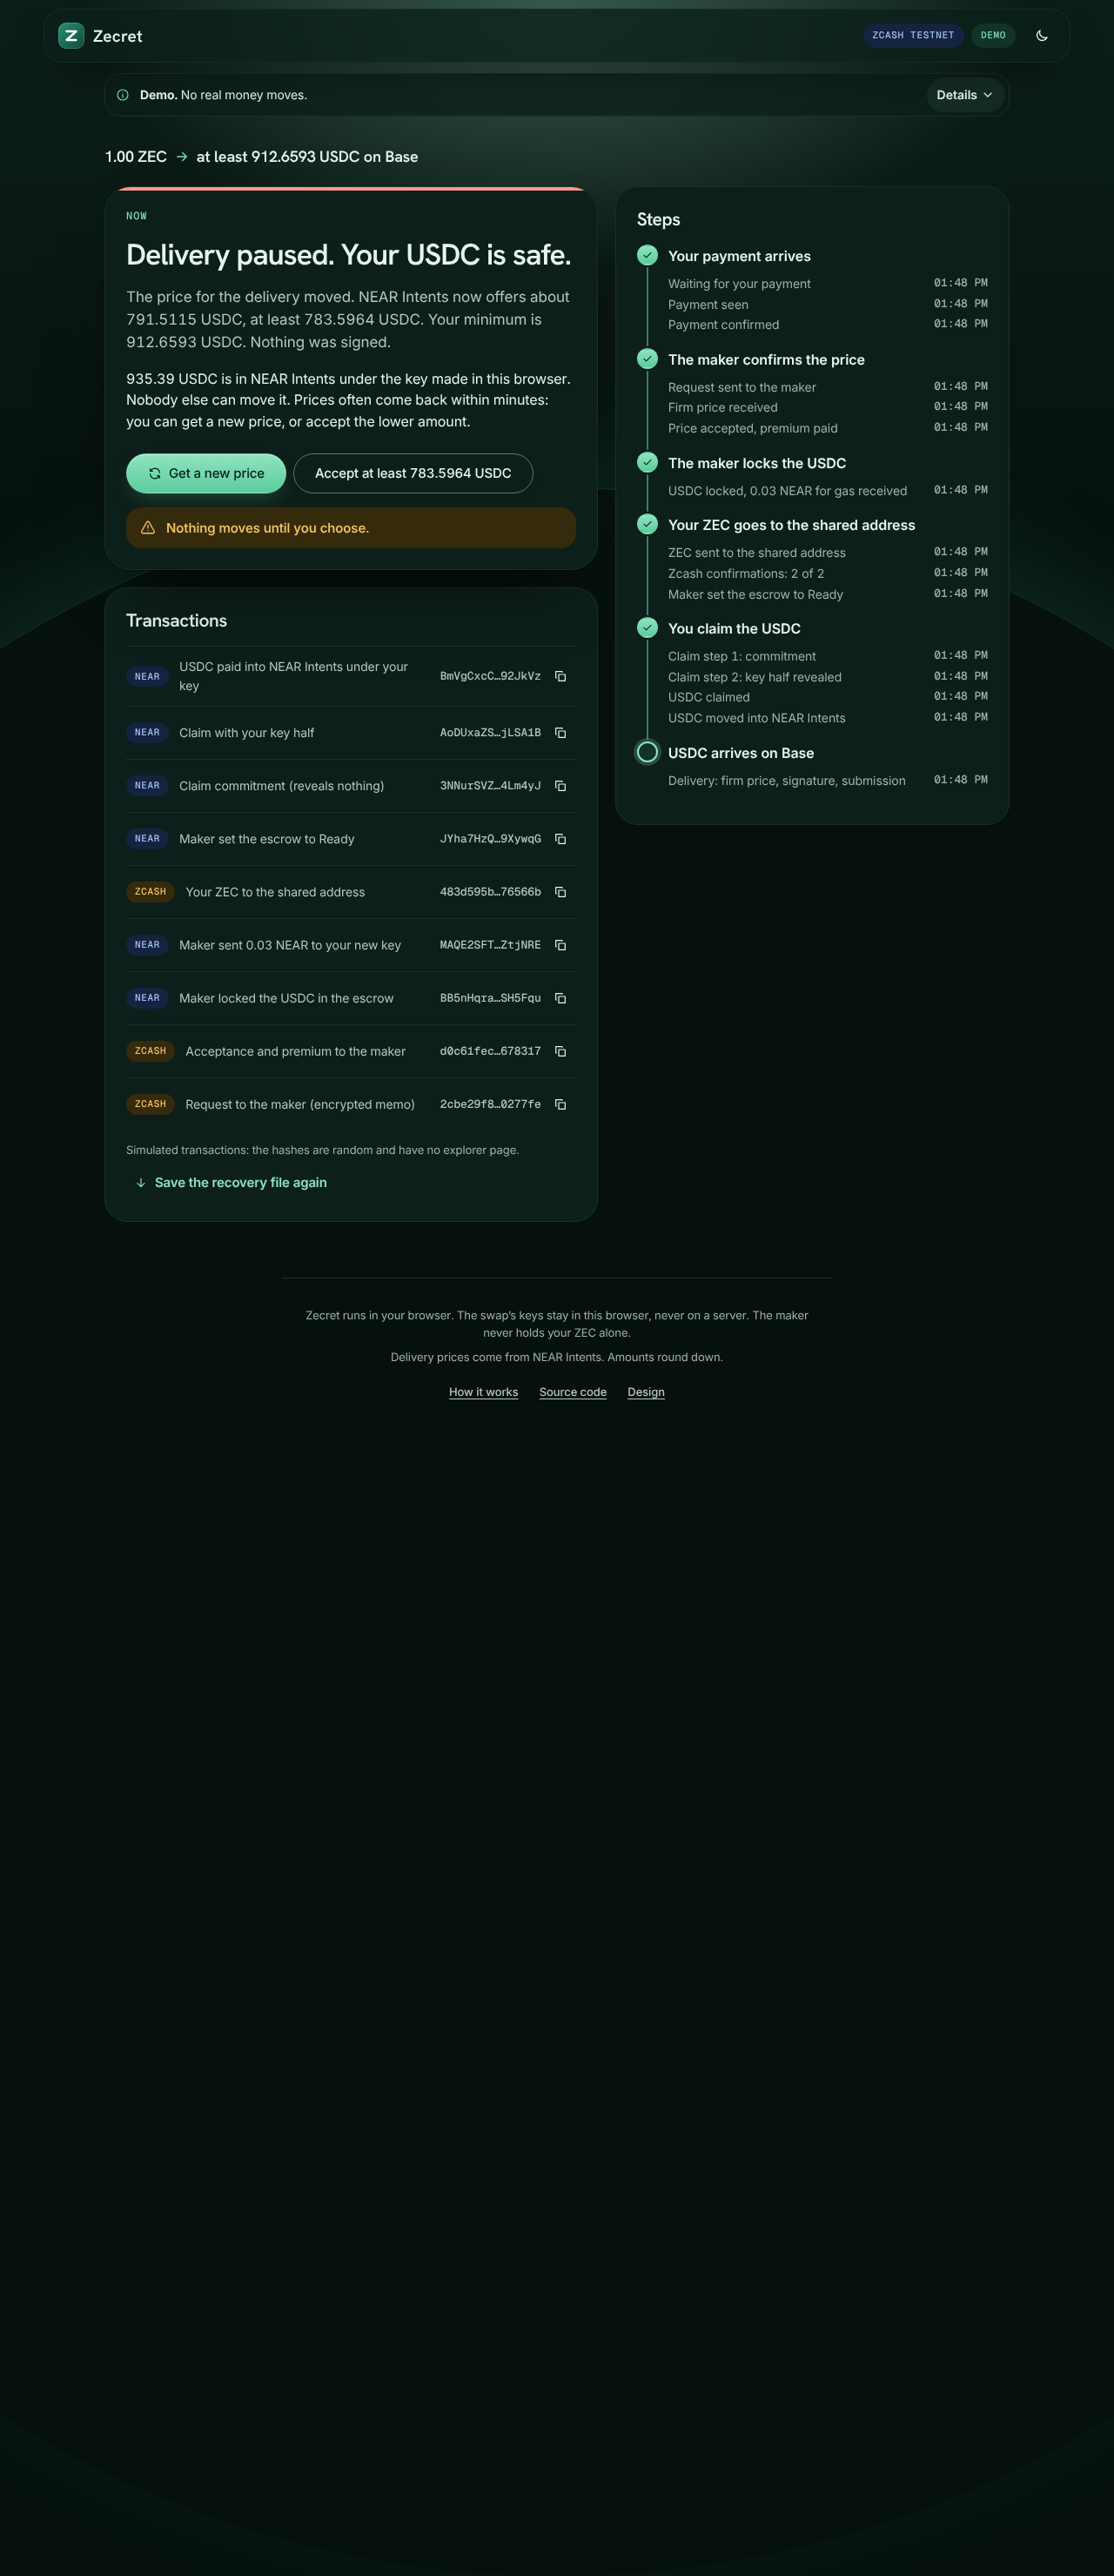 Zecret
ZCASH TESTNET
DEMO
Demo. No real money moves.
Details
1.00 ZEC → at least 912.6593 USDC on Base
NOW
Delivery paused. Your USDC is safe.
The price for the delivery moved. NEAR Intents now offers about
791.5115 USDC, at least 783.5964 USDC. Your minimum is
912.6593 USDC. Nothing was signed.
935.39 USDC is in NEAR Intents under the key made in this browser.
Nobody else can move it. Prices often come back within minutes:
you can get a new price, or accept the lower amount.
Get a new price
Accept at least 783.5964 USDC
Nothing moves until you choose.
Transactions
NEAR USDC paid into NEAR Intents under your
key BmVgCxcC…92JkVz
NEAR Claim with your key half AoDUxaZS…jLSA1B
NEAR Claim commitment (reveals nothing) 3NNurSVZ…4Lm4yJ
NEAR Maker set the escrow to Ready JYha7HzQ…9XywqG
ZCASH Your ZEC to the shared address 483d595b…76566b
NEAR Maker sent 0.03 NEAR to your new key MAQE2SFT…ZtjNRE
NEAR Maker locked the USDC in the escrow BB5nHqra…SH5Fqu
ZCASH Acceptance and premium to the maker d0c61fec…678317
ZCASH Request to the maker (encrypted memo) 2cbe29f8…0277fe
Simulated transactions: the hashes are random and have no explorer page.
Save the recovery file again
Steps
Your payment arrives
Waiting for your payment 01:48 PM
Payment seen 01:48 PM
Payment confirmed 01:48 PM
The maker confirms the price
Request sent to the maker 01:48 PM
Firm price received 01:48 PM
Price accepted, premium paid 01:48 PM
The maker locks the USDC
USDC locked, 0.03 NEAR for gas received 01:48 PM
Your ZEC goes to the shared address
ZEC sent to the shared address 01:48 PM
Zcash confirmations: 2 of 2 01:48 PM
Maker set the escrow to Ready 01:48 PM
You claim the USDC
Claim step 1: commitment 01:48 PM
Claim step 2: key half revealed 01:48 PM
USDC claimed 01:48 PM
USDC moved into NEAR Intents 01:48 PM
USDC arrives on Base
Delivery: firm price, signature, submission 01:48 PM
Zecret runs in your browser. The swap's keys stay in this browser, never on a server. The maker
never holds your ZEC alone.
Delivery prices come from NEAR Intents. Amounts round down.
How it works Source code Design